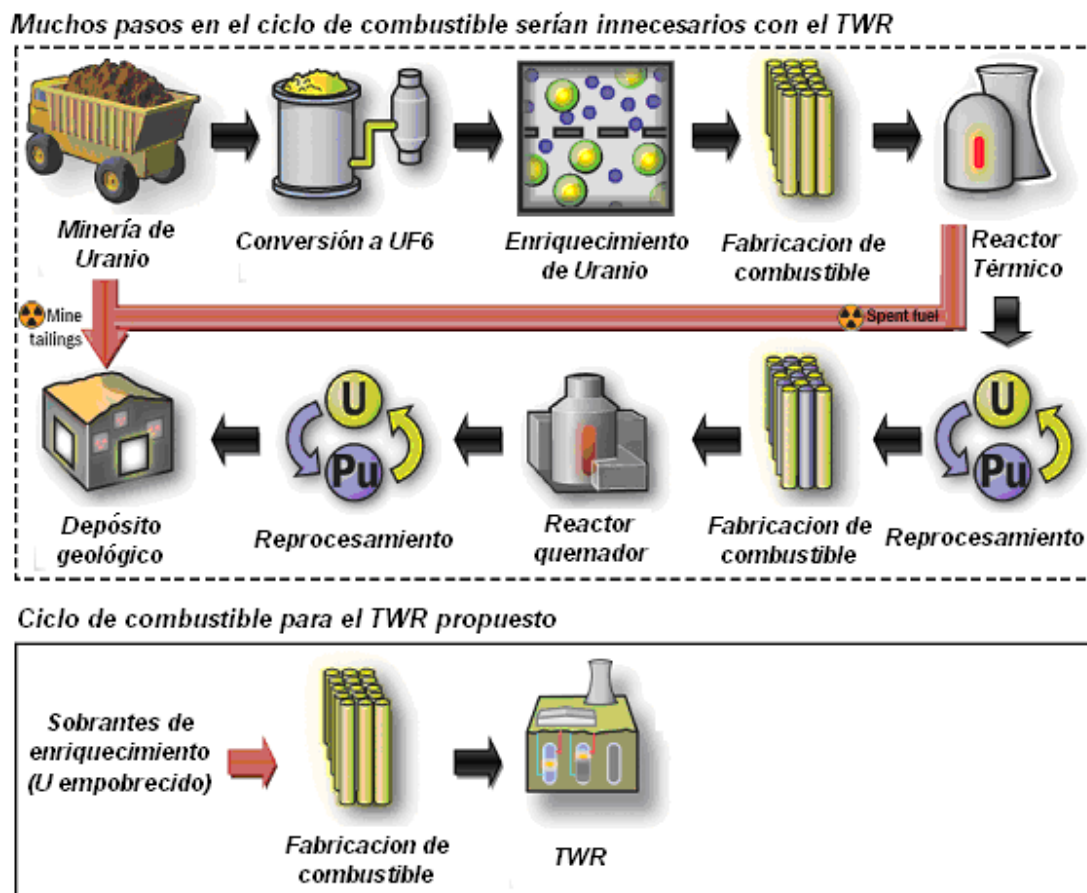 Muchos pasos en el ciclo de combustible serían innecesarios con el TWR
Minería de
Uranio
Conversión a UF6
Enriquecimiento
de Uranio
Fabricacion de
combustible
Reactor
Térmico
Mine
tailings
Spent fuel
U
Pu
U
Pu
Depósito
geológico
Reprocesamiento
Reactor
quemador
Fabricacion de
combustible
Reprocesamiento
Ciclo de combustible para el TWR propuesto
Sobrantes de
enriquecimiento
(U empobrecido)
Fabricacion de
combustible
TWR